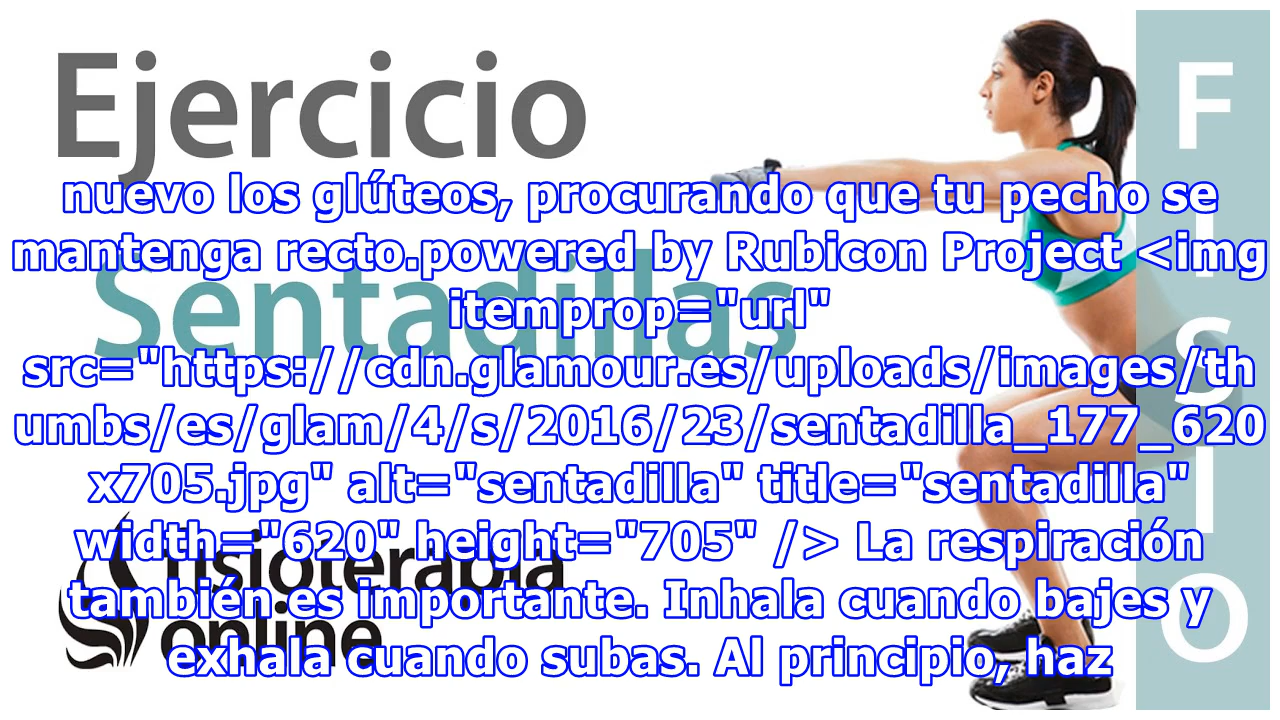 Ejercicio
Sentadillas
nuevo los glúteos, procurando que tu pecho se
mantenga recto.powered by Rubicon Project <img
itemprop="url"
src="https://cdn.glamour.es/uploads/images/th
umbs/es/glam/4/s/2016/23/sentadilla_177_620
x705.jpg" alt="sentadilla" title="sentadilla"
width="620" height="705" /> La respiración
también es importante. Inhala cuando bajes y
exhala cuando subas. Al principio, haz
fisioterapia
online
FISIO